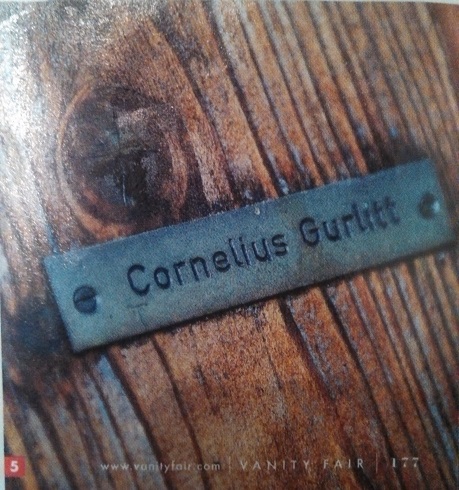 Cornelius Gurlitt
5 www.vanityfair.com | VANITY FAIR | 177